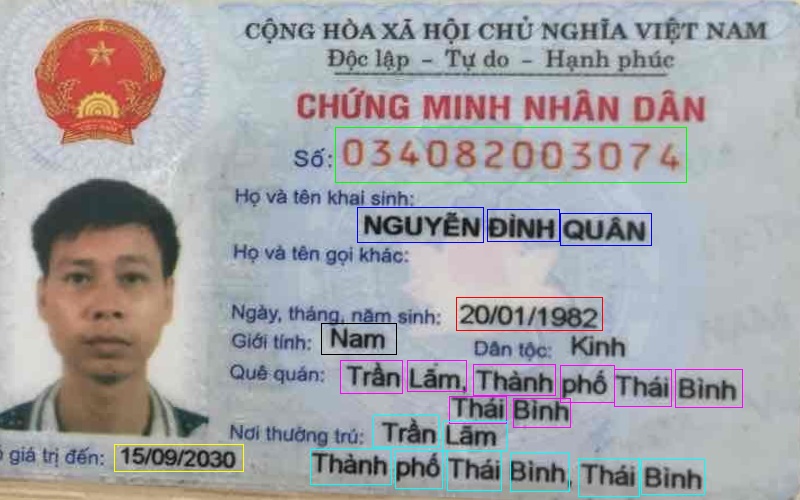 CỘNG HÒA XÃ HỘI CHỦ NGHĨA VIỆT NAM
Độc lập - Tự do - Hạnh phúc
CHỨNG MINH NHÂN DÂN
Số: 034082003074
Họ và tên khai sinh:
NGUYỄN ĐÌNH QUÂN
Họ và tên gọi khác:
Ngày, tháng, năm sinh: 20/01/1982
Giới tính: Nam Dân tộc: Kinh
Quê quán: Trần Lãm, Thành phố Thái Bình
Thái Bình
Nơi thường trú: Trần Lãm
Thành phố Thái Bình, Thái Bình
giá trị đến: 15/09/2030